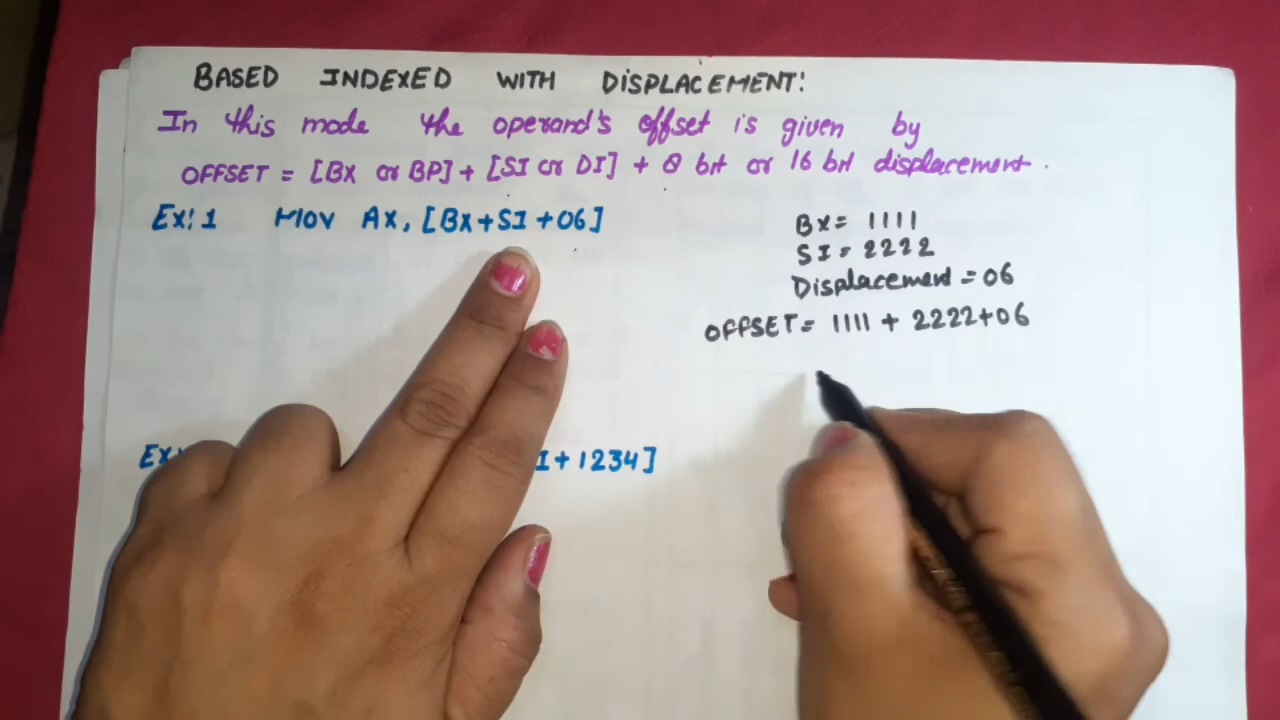 BASED INDEXED WITH DISPLACEMENT:
In this mode the operand's offset is given by
OFFSET = [BX or BP] + [SI or DI] + 8 bit or 16 bit displacement.
Ex: 1 MOV AX, [BX+SI+06]
BX = 1111
SI = 2222
Displacement = 06
OFFSET = 1111 + 2222+06
Ex I+1234]